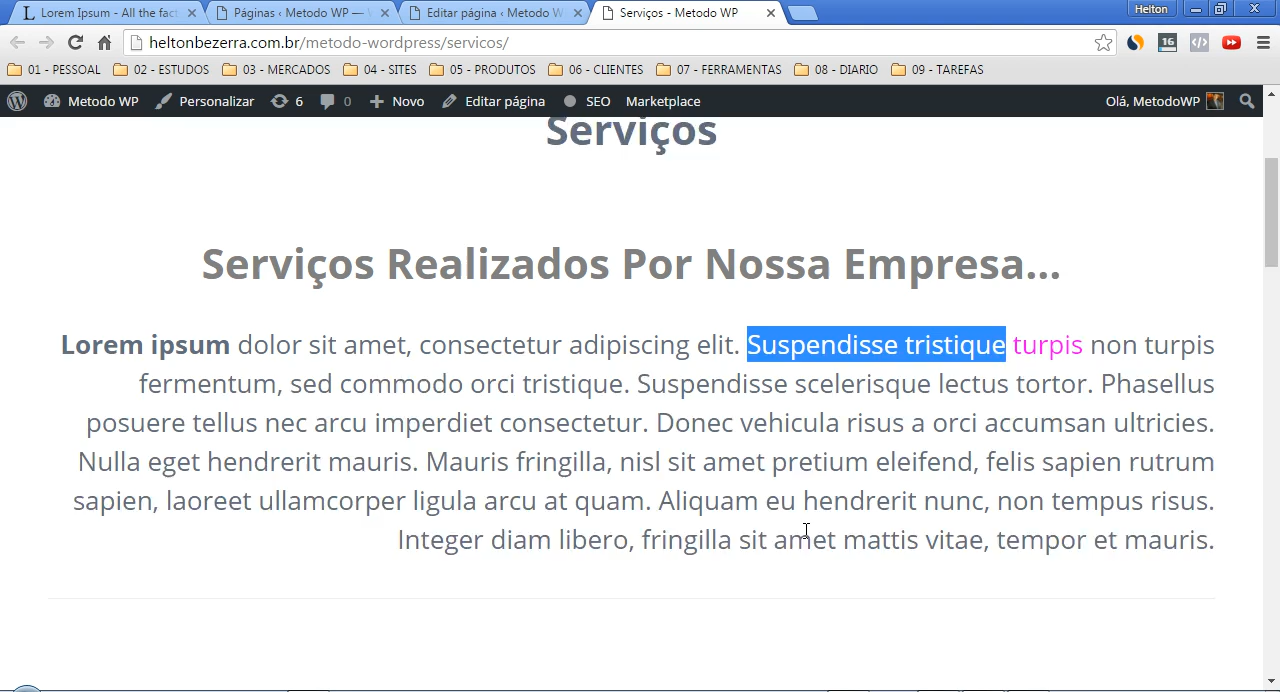 Lorem Ipsum - All the fact
Páginas ‹ Metodo WP —
Editar página ‹ Metodo W
Serviços - Metodo WP
Helton
heltonbezerra.com.br/metodo-wordpress/servicos/
16
01 - PESSOAL 02 - ESTUDOS 03 - MERCADOS 04 - SITES 05 - PRODUTOS 06 - CLIENTES 07 - FERRAMENTAS 08 - DIARIO 09 - TAREFAS
Metodo WP Personalizar 6 0 Novo Editar página SEO Marketplace Olá, MetodoWP
Serviços
Serviços Realizados Por Nossa Empresa...
Lorem ipsum dolor sit amet, consectetur adipiscing elit. Suspendisse tristique turpis non turpis
fermentum, sed commodo orci tristique. Suspendisse scelerisque lectus tortor. Phasellus
posuere tellus nec arcu imperdiet consectetur. Donec vehicula risus a orci accumsan ultricies.
Nulla eget hendrerit mauris. Mauris fringilla, nisl sit amet pretium eleifend, felis sapien rutrum
sapien, laoreet ullamcorper ligula arcu at quam. Aliquam eu hendrerit nunc, non tempus risus.
Integer diam libero, fringilla sit amet mattis vitae, tempor et mauris.